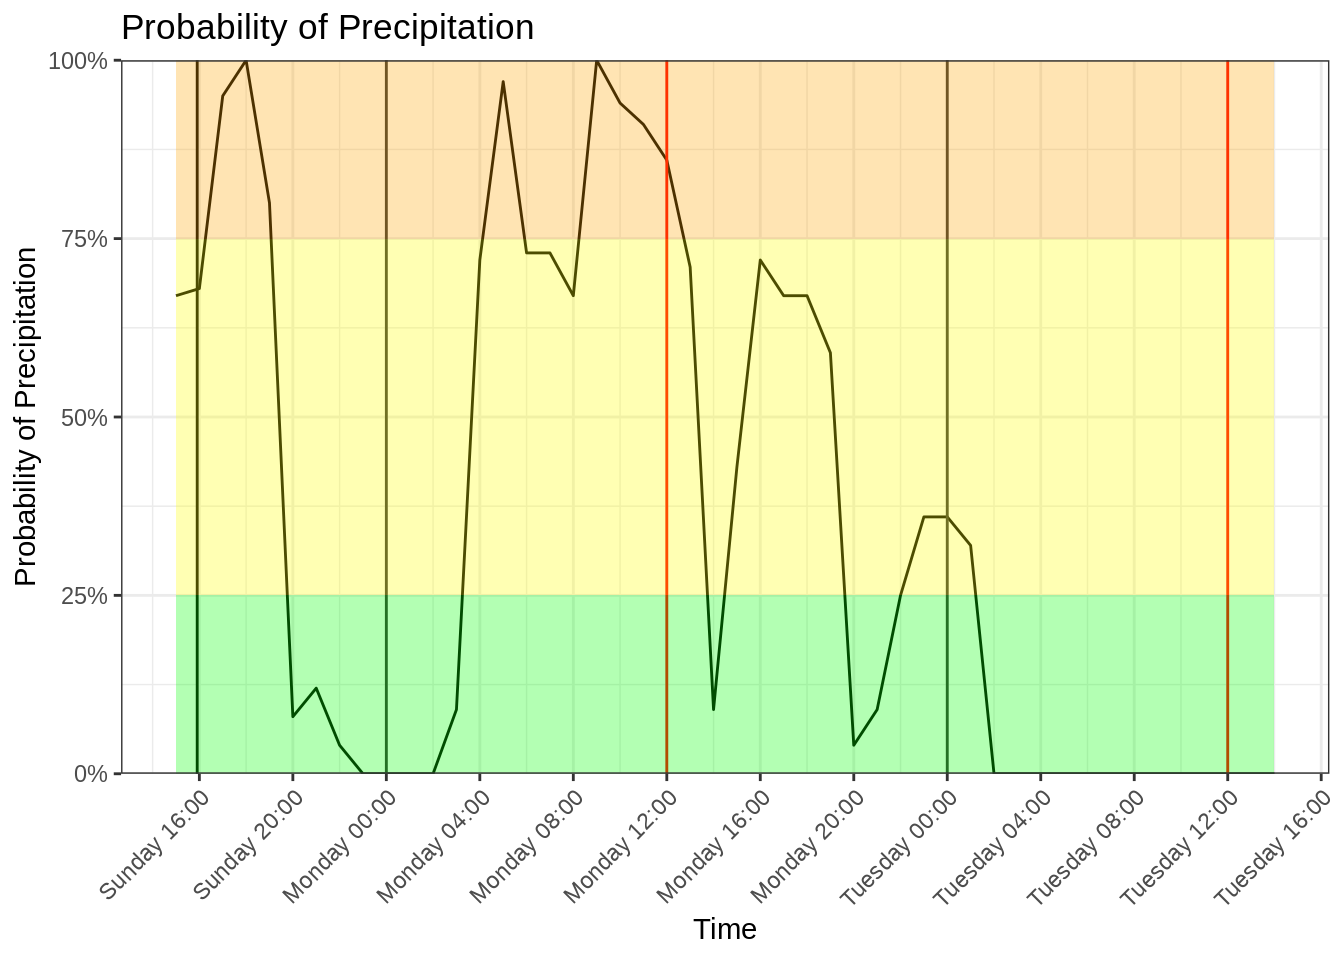 Probability of Precipitation
Probability of Precipitation
100%
75%
50%
25%
0%
Sunday 16:00
Sunday 20:00
Monday 00:00
Monday 04:00
Monday 08:00
Monday 12:00
Monday 16:00
Monday 20:00
Tuesday 00:00
Tuesday 04:00
Tuesday 08:00
Tuesday 12:00
Tuesday 16:00
Time